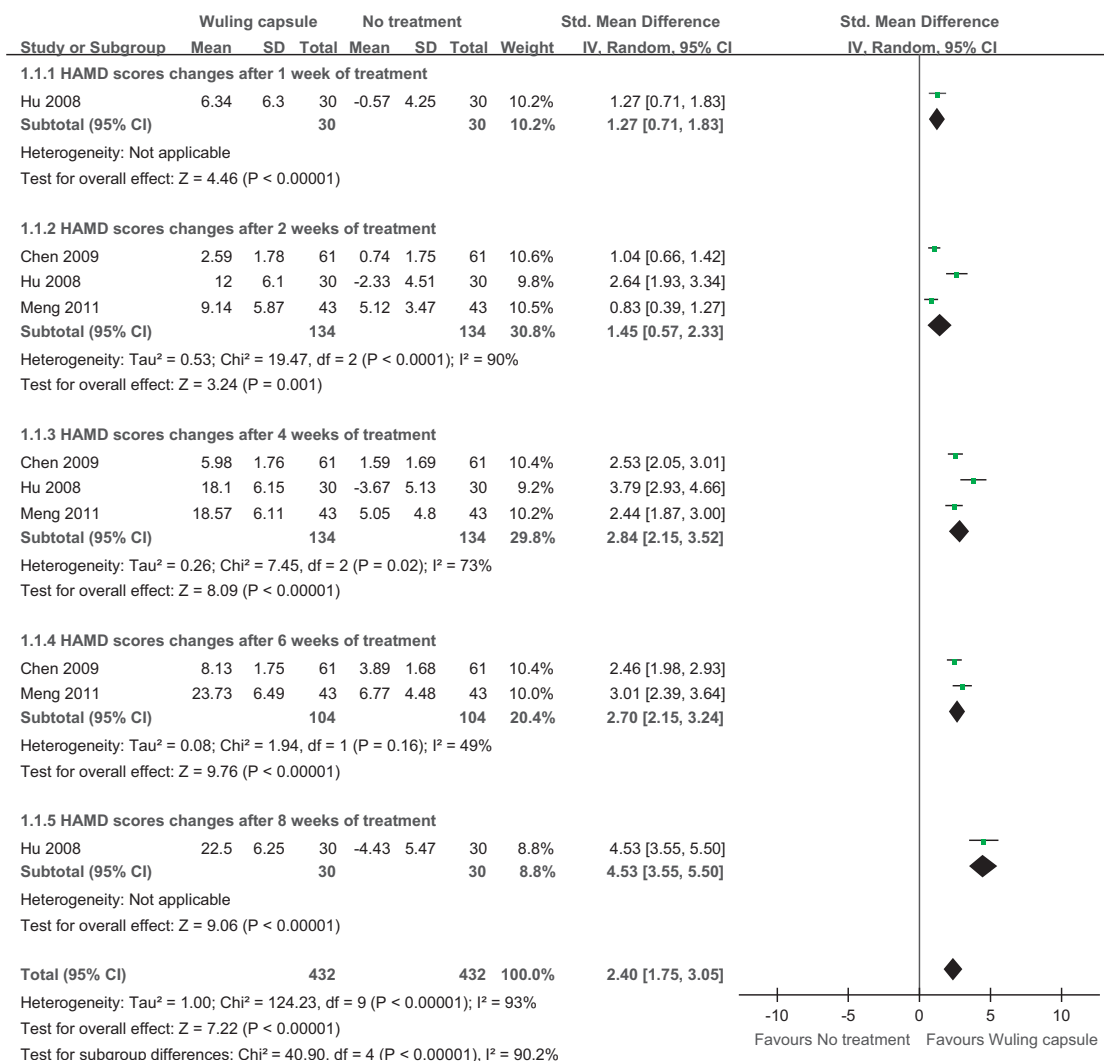 Wuling capsule No treatment Std. Mean Difference Std. Mean Difference
Study or Subgroup Mean SD Total Mean SD Total Weight IV, Random, 95% CI IV, Random, 95% CI
1.1.1 HAMD scores changes after 1 week of treatment
Hu 2008 6.34 6.3 30 -0.57 4.25 30 10.2% 1.27 [0.71, 1.83]
Subtotal (95% CI) 30 30 10.2% 1.27 [0.71, 1.83]
Heterogeneity: Not applicable
Test for overall effect: Z = 4.46 (P < 0.00001)
1.1.2 HAMD scores changes after 2 weeks of treatment
Chen 2009 2.59 1.78 61 0.74 1.75 61 10.6% 1.04 [0.66, 1.42]
Hu 2008 12 6.1 30 -2.33 4.51 30 9.8% 2.64 [1.93, 3.34]
Meng 2011 9.14 5.87 43 5.12 3.47 43 10.5% 0.83 [0.39, 1.27]
Subtotal (95% CI) 134 134 30.8% 1.45 [0.57, 2.33]
Heterogeneity: Tau² = 0.53; Chi² = 19.47, df = 2 (P < 0.0001); I² = 90%
Test for overall effect: Z = 3.24 (P = 0.001)
1.1.3 HAMD scores changes after 4 weeks of treatment
Chen 2009 5.98 1.76 61 1.59 1.69 61 10.4% 2.53 [2.05, 3.01]
Hu 2008 18.1 6.15 30 -3.67 5.13 30 9.2% 3.79 [2.93, 4.66]
Meng 2011 18.57 6.11 43 5.05 4.8 43 10.2% 2.44 [1.87, 3.00]
Subtotal (95% CI) 134 134 29.8% 2.84 [2.15, 3.52]
Heterogeneity: Tau² = 0.26; Chi² = 7.45, df = 2 (P = 0.02); I² = 73%
Test for overall effect: Z = 8.09 (P < 0.00001)
1.1.4 HAMD scores changes after 6 weeks of treatment
Chen 2009 8.13 1.75 61 3.89 1.68 61 10.4% 2.46 [1.98, 2.93]
Meng 2011 23.73 6.49 43 6.77 4.48 43 10.0% 3.01 [2.39, 3.64]
Subtotal (95% CI) 104 104 20.4% 2.70 [2.15, 3.24]
Heterogeneity: Tau² = 0.08; Chi² = 1.94, df = 1 (P = 0.16); I² = 49%
Test for overall effect: Z = 9.76 (P < 0.00001)
1.1.5 HAMD scores changes after 8 weeks of treatment
Hu 2008 22.5 6.25 30 -4.43 5.47 30 8.8% 4.53 [3.55, 5.50]
Subtotal (95% CI) 30 30 8.8% 4.53 [3.55, 5.50]
Heterogeneity: Not applicable
Test for overall effect: Z = 9.06 (P < 0.00001)
Total (95% CI) 432 432 100.0% 2.40 [1.75, 3.05]
Heterogeneity: Tau² = 1.00; Chi² = 124.23, df = 9 (P < 0.00001); I² = 93%
-10 -5 0 5 10
Test for overall effect: Z = 7.22 (P < 0.00001)
Favours No treatment Favours Wuling capsule
Test for subgroup differences: Chi² = 40.90, df = 4 (P < 0.00001), I² = 90.2%